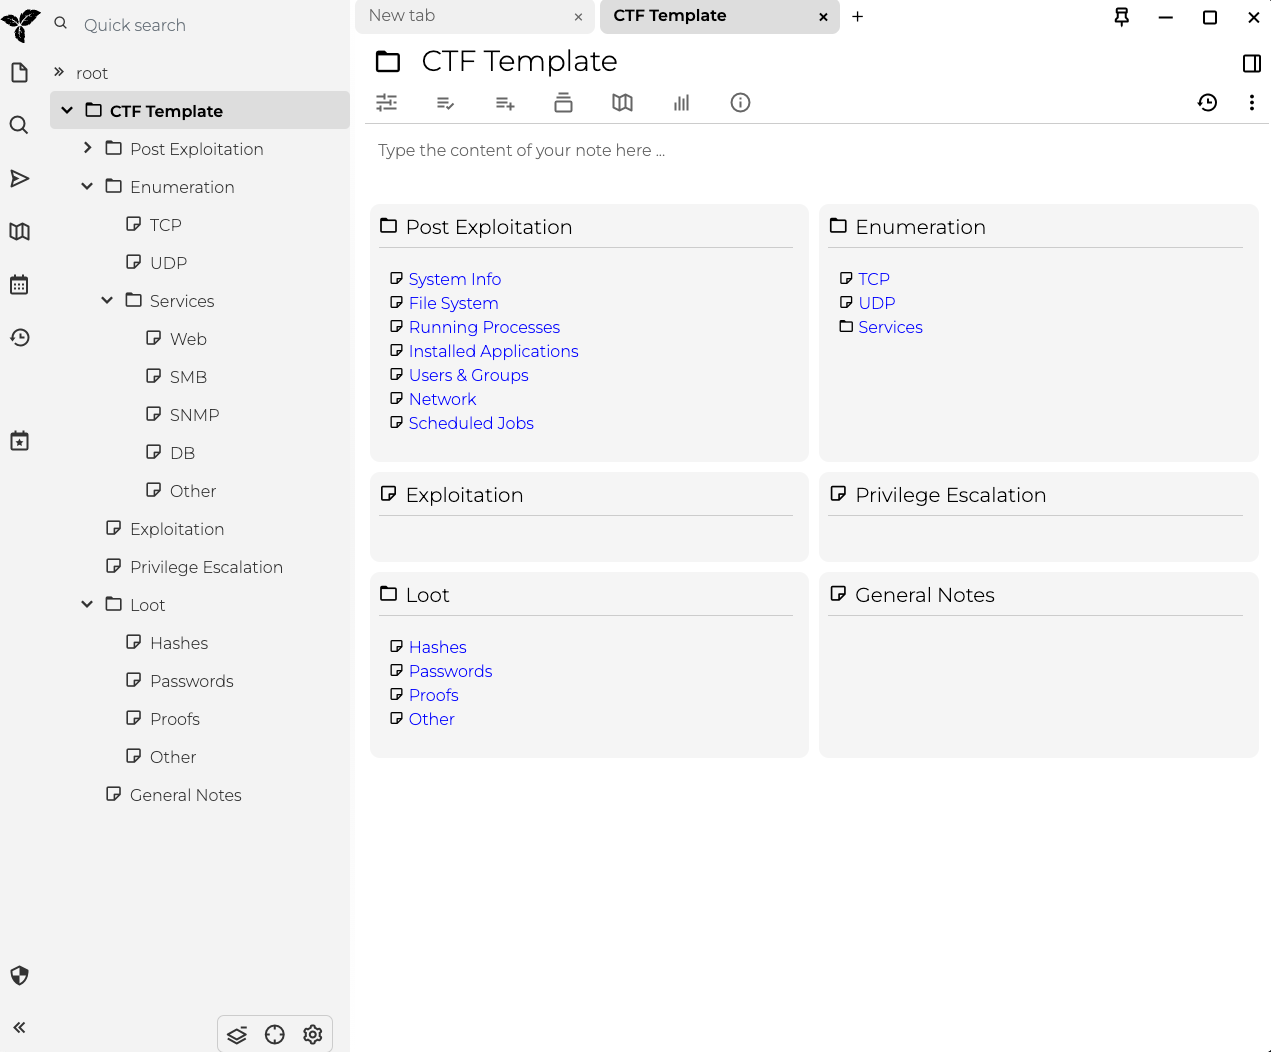 Quick search
root
CTF Template
Post Exploitation
Enumeration
TCP
UDP
Services
Web
SMB
SNMP
DB
Other
Exploitation
Privilege Escalation
Loot
Hashes
Passwords
Proofs
Other
General Notes
New tab
CTF Template
CTF Template
Type the content of your note here ...
Post Exploitation
System Info
File System
Running Processes
Installed Applications
Users & Groups
Network
Scheduled Jobs
Enumeration
TCP
UDP
Services
Exploitation
Privilege Escalation
Loot
Hashes
Passwords
Proofs
Other
General Notes